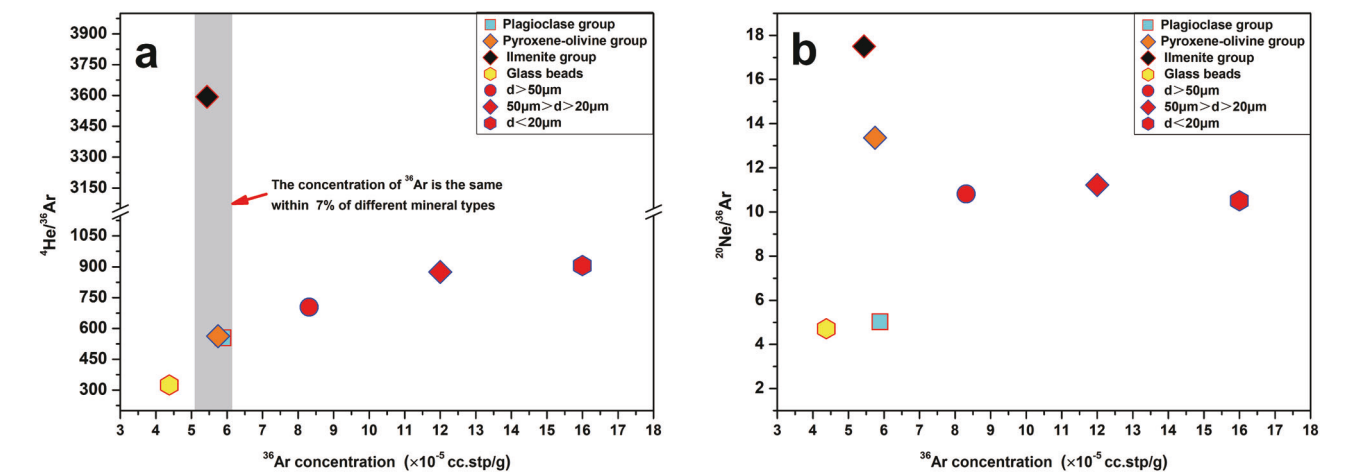 a
3900
3750
3600
3450
3300
3150
1050
900
750
600
450
300
⁴He/³⁶Ar
Plagioclase group
Pyroxene-olivine group
Ilmenite group
Glass beads
d＞50μm
50μm＞d＞20μm
d＜20μm
The concentration of ³⁶Ar is the same
within 7% of different mineral types
3 4 5 6 7 8 9 10 11 12 13 14 15 16 17 18
³⁶Ar concentration (×10⁻⁵ cc.stp/g)
b
18
16
14
12
10
8
6
4
2
²⁰Ne/³⁶Ar
Plagioclase group
Pyroxene-olivine group
Ilmenite group
Glass beads
d＞50μm
50μm＞d＞20μm
d＜20μm
3 4 5 6 7 8 9 10 11 12 13 14 15 16 17 18
³⁶Ar concentration (×10⁻⁵ cc.stp/g)